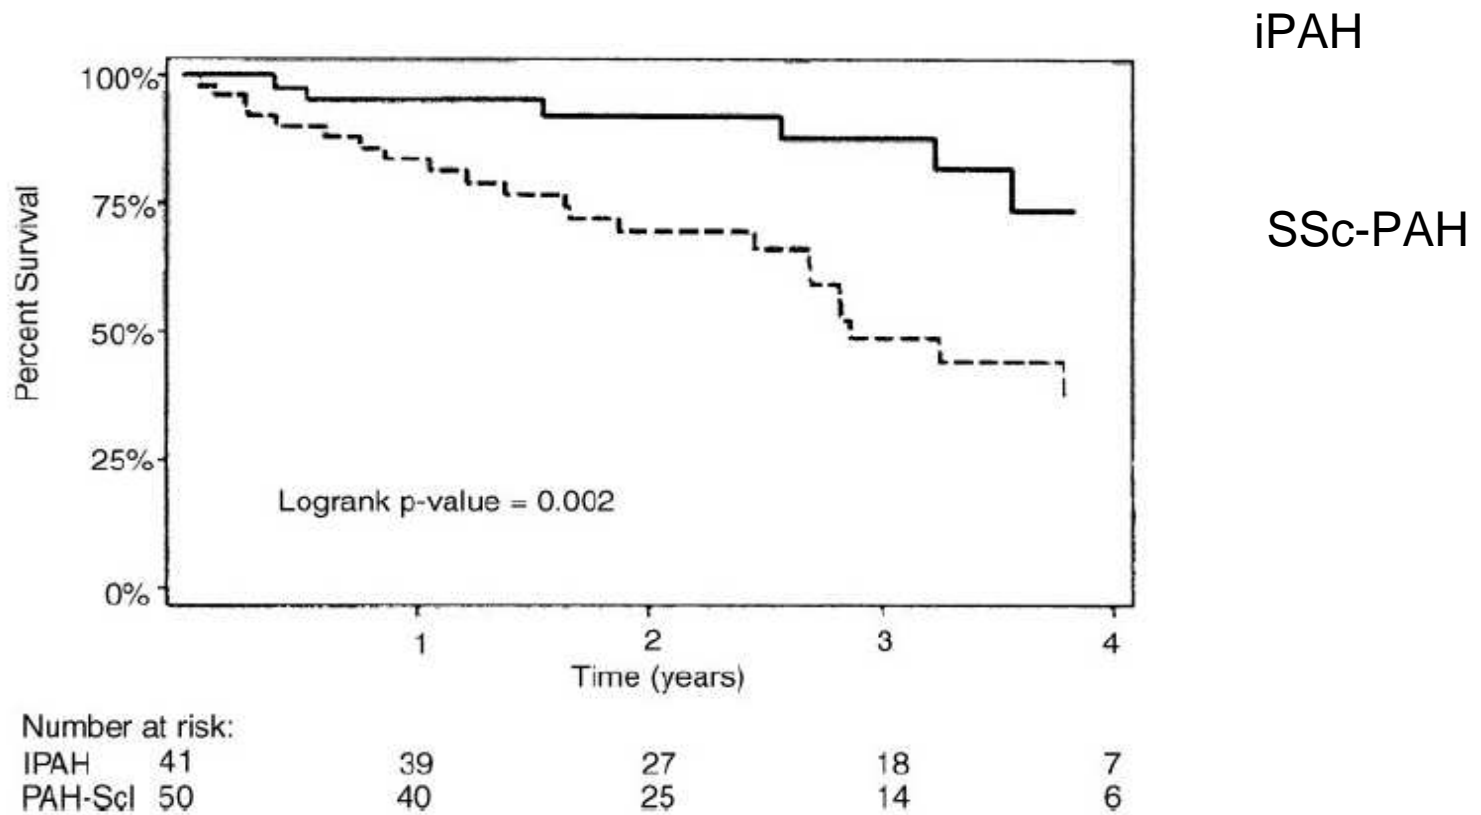 iPAH
100%
75%
SSc-PAH
50%
25%
0%
Percent Survival
Logrank p-value = 0.002
1 2 3 4
Time (years)
Number at risk:
IPAH 41 39 27 18 7
PAH-Scl 50 40 25 14 6